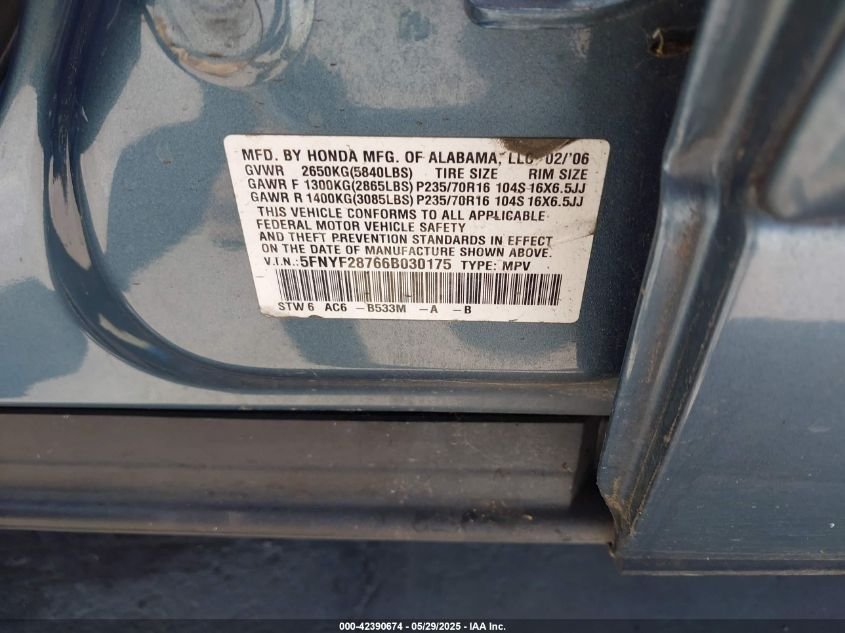 MFD. BY HONDA MFG. OF ALABAMA, LLC 02/'06
GVWR 2650KG(5840LBS) TIRE SIZE RIM SIZE
GAWR F 1300KG(2865LBS) P235/70R16 104S 16X6.5JJ
GAWR R 1400KG(3085LBS) P235/70R16 104S 16X6.5JJ
THIS VEHICLE CONFORMS TO ALL APPLICABLE
FEDERAL MOTOR VEHICLE SAFETY
AND THEFT PREVENTION STANDARDS IN EFFECT
ON THE DATE OF MANUFACTURE SHOWN ABOVE.
V.I.N.: 5FNYF28766B030175 TYPE: MPV
STW6 AC6 -B533M -A -B
000-42390674 • 05/29/2025 • IAA Inc.